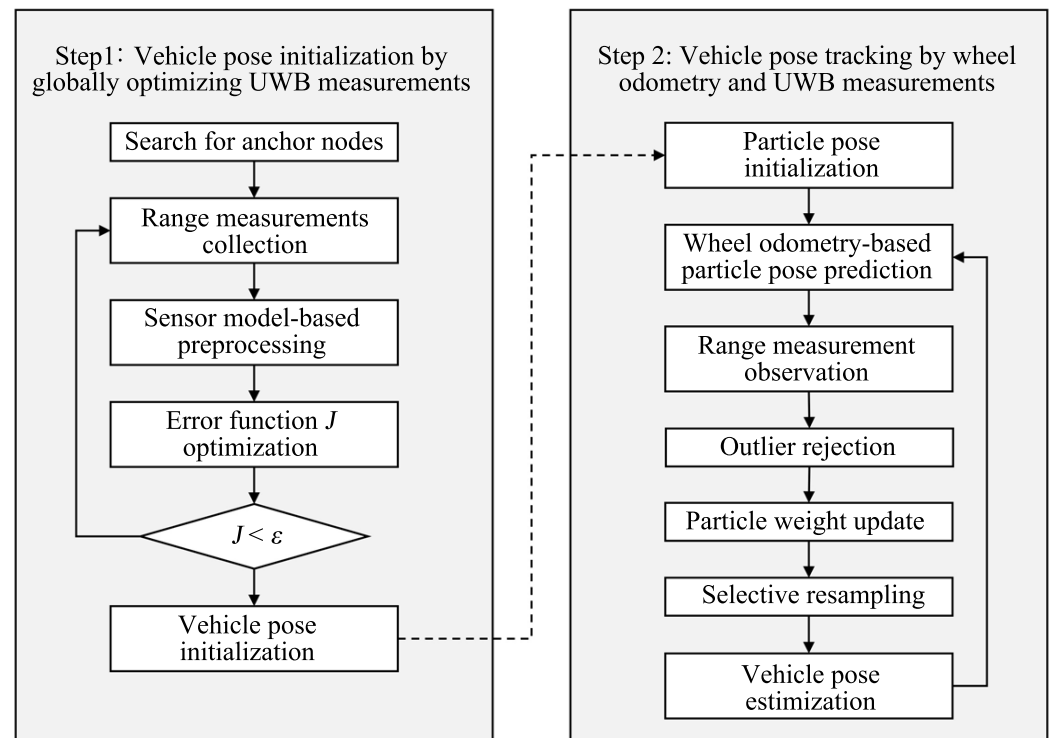 Step1: Vehicle pose initialization by
globally optimizing UWB measurements
Search for anchor nodes
Range measurements
collection
Sensor model-based
preprocessing
Error function J
optimization
J < ε
Vehicle pose
initialization
Step 2: Vehicle pose tracking by wheel
odometry and UWB measurements
Particle pose
initialization
Wheel odometry-based
particle pose prediction
Range measurement
observation
Outlier rejection
Particle weight update
Selective resampling
Vehicle pose
estimization